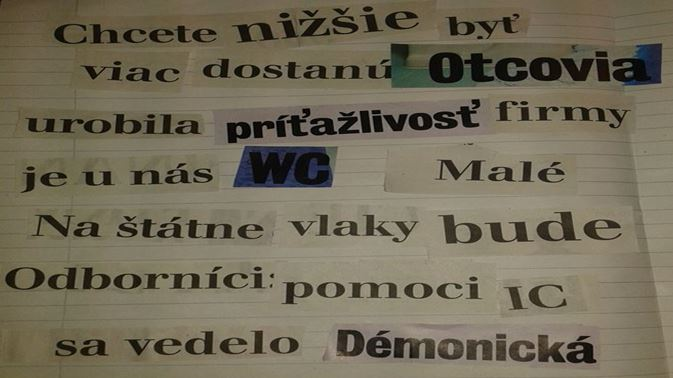 Chcete nižšie byť
viac dostanú Otcovia
urobila príťažlivosť firmy
je u nás WC Malé
Na štátne vlaky bude
Odborníci: pomoci IC
sa vedelo Démonická